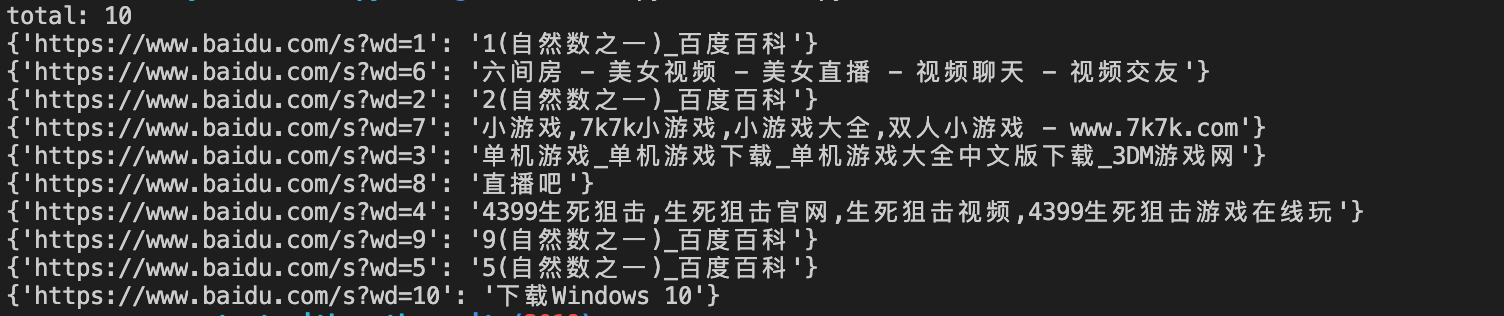 total: 10
{'https://www.baidu.com/s?wd=1': '1(自然数之一)_百度百科'}
{'https://www.baidu.com/s?wd=6': '六间房 - 美女视频 - 美女直播 - 视频聊天 - 视频交友'}
{'https://www.baidu.com/s?wd=2': '2(自然数之一)_百度百科'}
{'https://www.baidu.com/s?wd=7': '小游戏,7k7k小游戏,小游戏大全,双人小游戏 - www.7k7k.com'}
{'https://www.baidu.com/s?wd=3': '单机游戏_单机游戏下载_单机游戏大全中文版下载_3DM游戏网'}
{'https://www.baidu.com/s?wd=8': '直播吧'}
{'https://www.baidu.com/s?wd=4': '4399生死狙击,生死狙击官网,生死狙击视频,4399生死狙击游戏在线玩'}
{'https://www.baidu.com/s?wd=9': '9(自然数之一)_百度百科'}
{'https://www.baidu.com/s?wd=5': '5(自然数之一)_百度百科'}
{'https://www.baidu.com/s?wd=10': '下载Windows 10'}